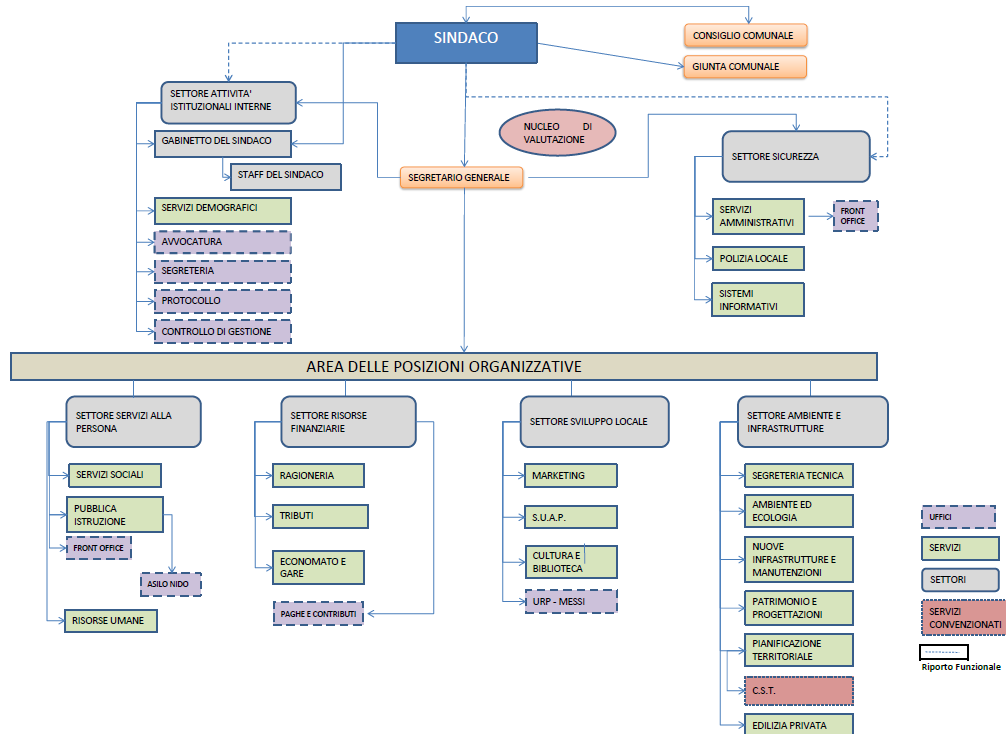 SINDACO
CONSIGLIO COMUNALE
GIUNTA COMUNALE
SETTORE ATTIVITA'
ISTITUZIONALI INTERNE
GABINETTO DEL SINDACO
STAFF DEL SINDACO
SERVIZI DEMOGRAFICI
AVVOCATURA
SEGRETERIA
PROTOCOLLO
CONTROLLO DI GESTIONE
NUCLEO DI
VALUTAZIONE
SEGRETARIO GENERALE
SETTORE SICUREZZA
SERVIZI
AMMINISTRATIVI
FRONT
OFFICE
POLIZIA LOCALE
SISTEMI
INFORMATIVI
AREA DELLE POSIZIONI ORGANIZZATIVE
SETTORE SERVIZI ALLA
PERSONA
SERVIZI SOCIALI
PUBBLICA
ISTRUZIONE
FRONT OFFICE
ASILO NIDO
RISORSE UMANE
SETTORE RISORSE
FINANZIARIE
RAGIONERIA
TRIBUTI
ECONOMATO E
GARE
PAGHE E CONTRIBUTI
SETTORE SVILUPPO LOCALE
MARKETING
S.U.A.P.
CULTURA E
BIBLIOTECA
URP - MESSI
SETTORE AMBIENTE E
INFRASTRUTTURE
SEGRETERIA TECNICA
AMBIENTE ED
ECOLOGIA
NUOVE
INFRASTRUTTURE E
MANUTENZIONI
PATRIMONIO E
PROGETTAZIONI
PIANIFICAZIONE
TERRITORIALE
C.S.T.
EDILIZIA PRIVATA
UFFICI
SERVIZI
SETTORI
SERVIZI
CONVENZIONATI
Riporto Funzionale